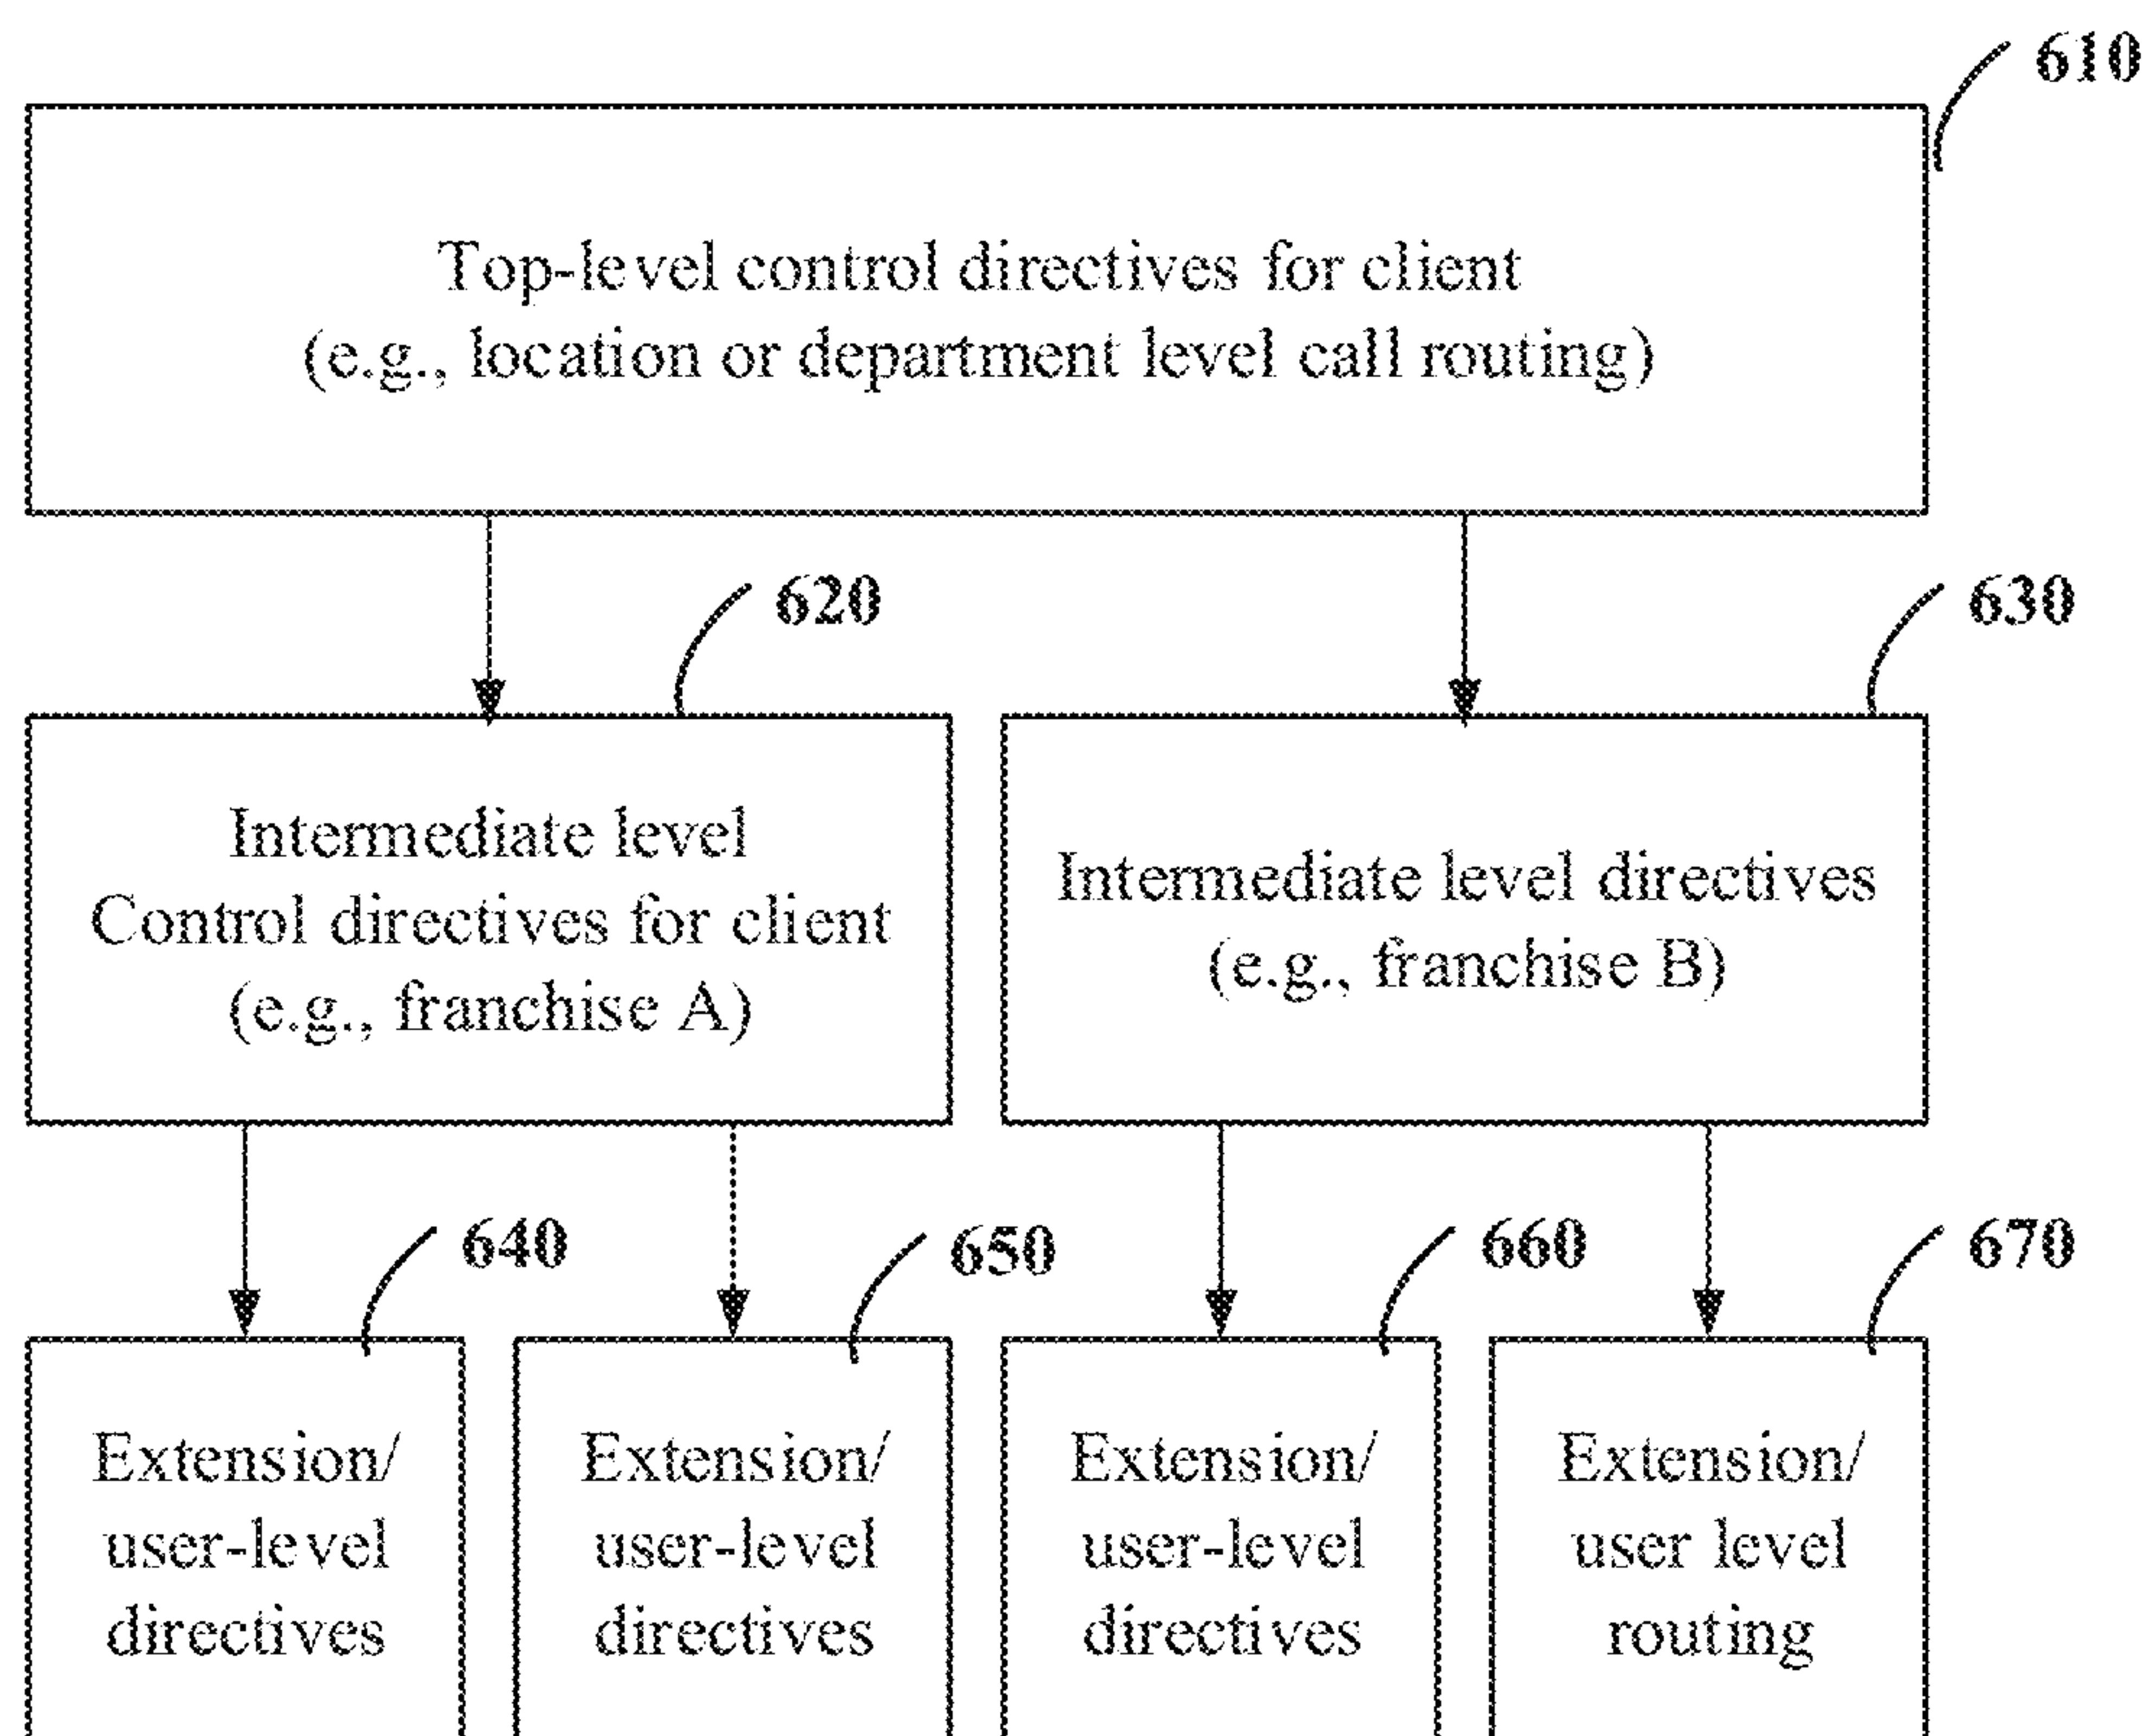 610
Top-level control directives for client
(e.g., location or department level call routing)
620
630
Intermediate level
Control directives for client
(e.g., franchise A)
Intermediate level directives
(e.g., franchise B)
640
650
660
670
Extension/
user-level
directives
Extension/
user-level
directives
Extension/
user-level
directives
Extension/
user level
routing